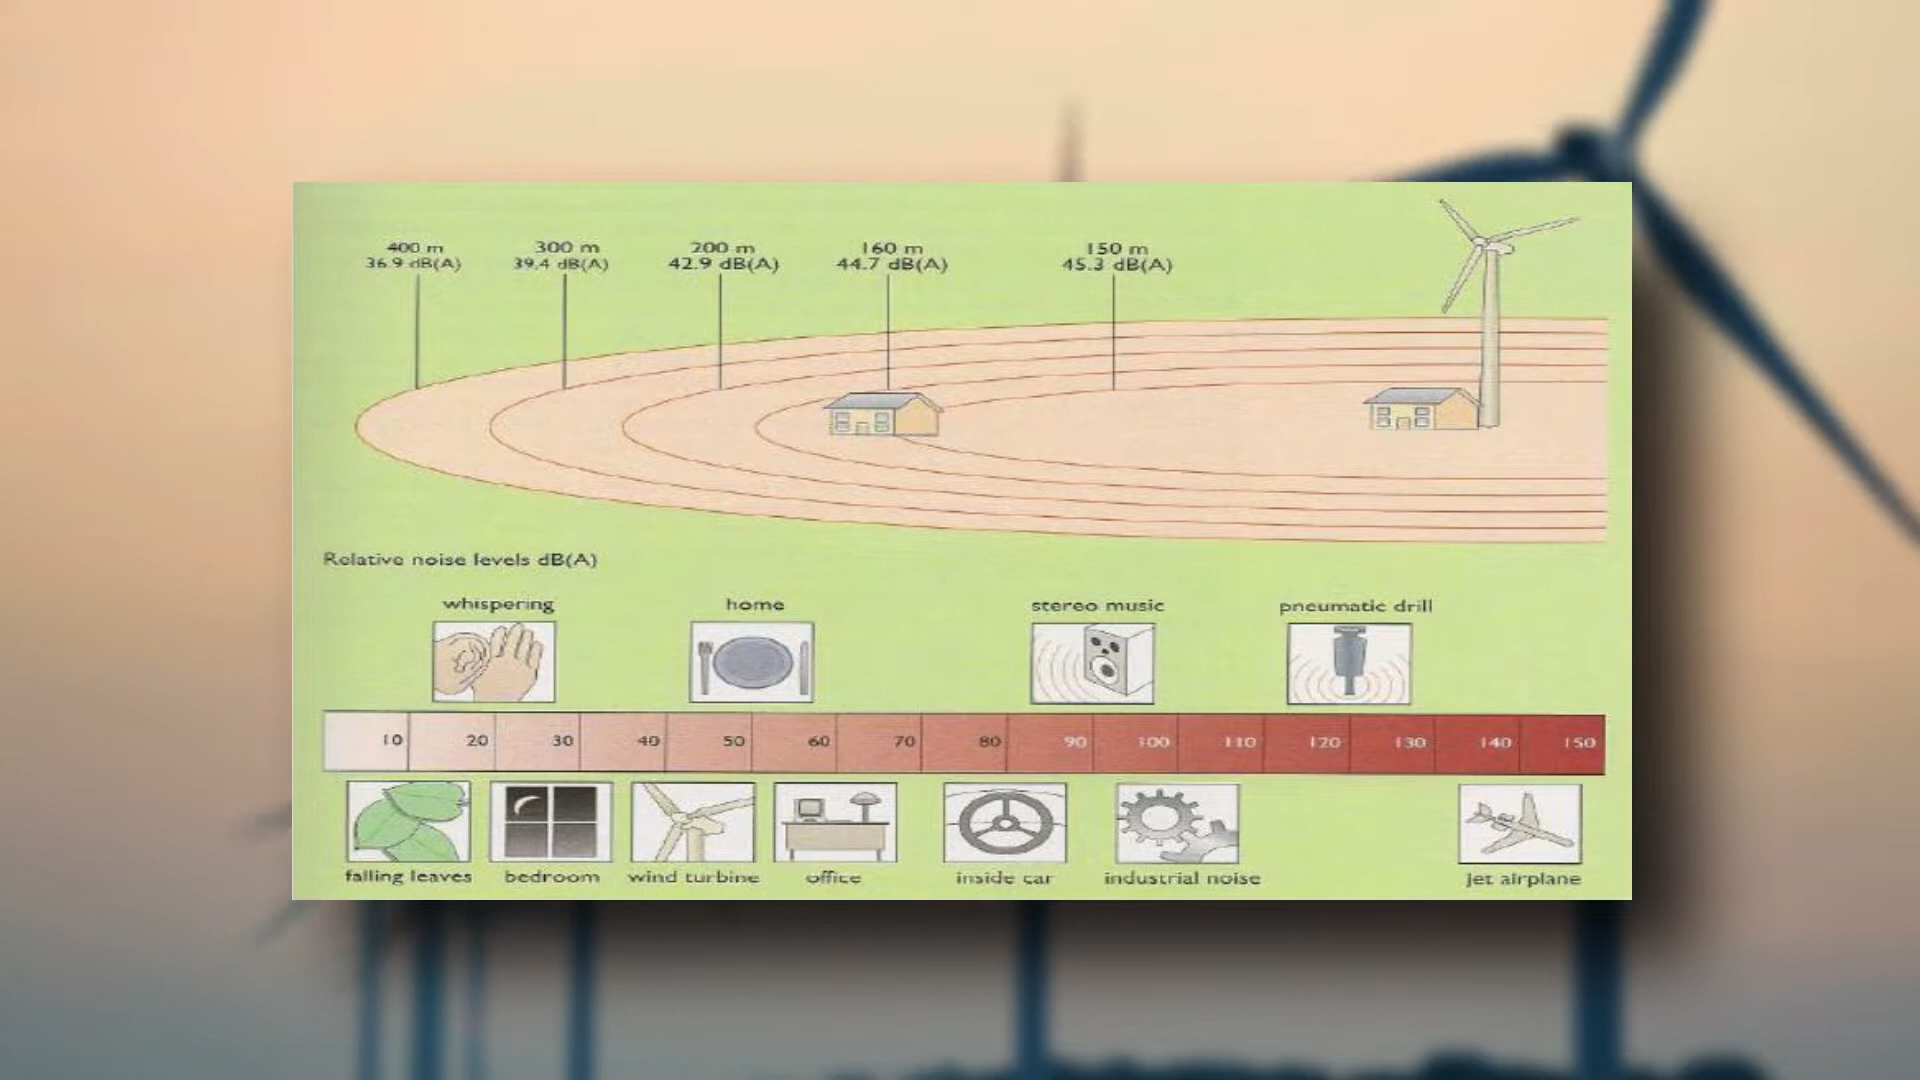 400 m
36.9 dB(A)
300 m
39.4 dB(A)
200 m
42.9 dB(A)
160 m
44.7 dB(A)
150 m
45.3 dB(A)
Relative noise levels dB(A)
whispering
home
stereo music
pneumatic drill
10 20 30 40 50 60 70 80 90 100 110 120 130 140 150
falling leaves
bedroom
wind turbine
office
inside car
industrial noise
jet airplane